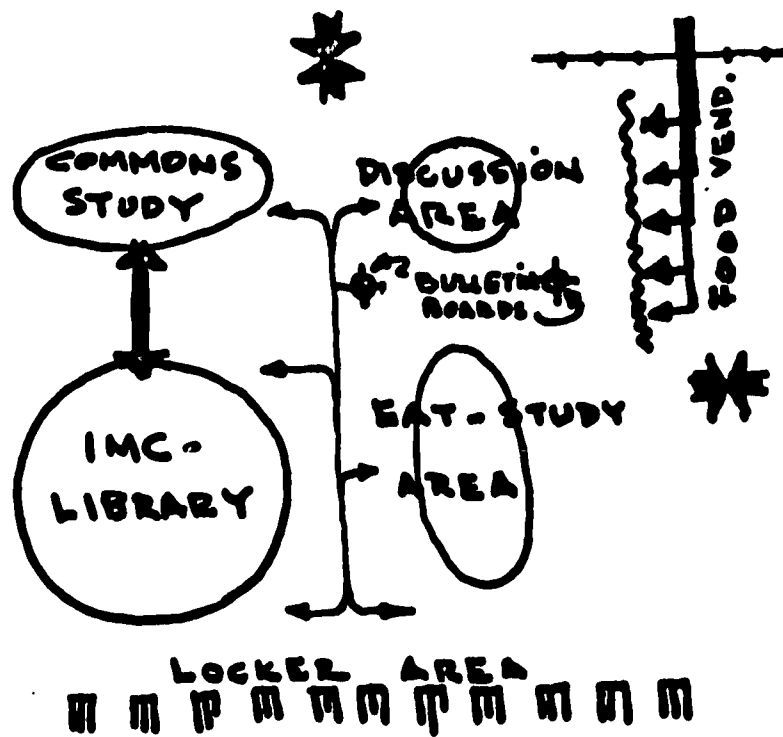 COMMONS
STUDY
DISCUSSION
AREA
FOOD VEND.
BULLETIN
BOARDS
EAT-STUDY
AREA
IMC-
LIBRARY
LOCKER AREA